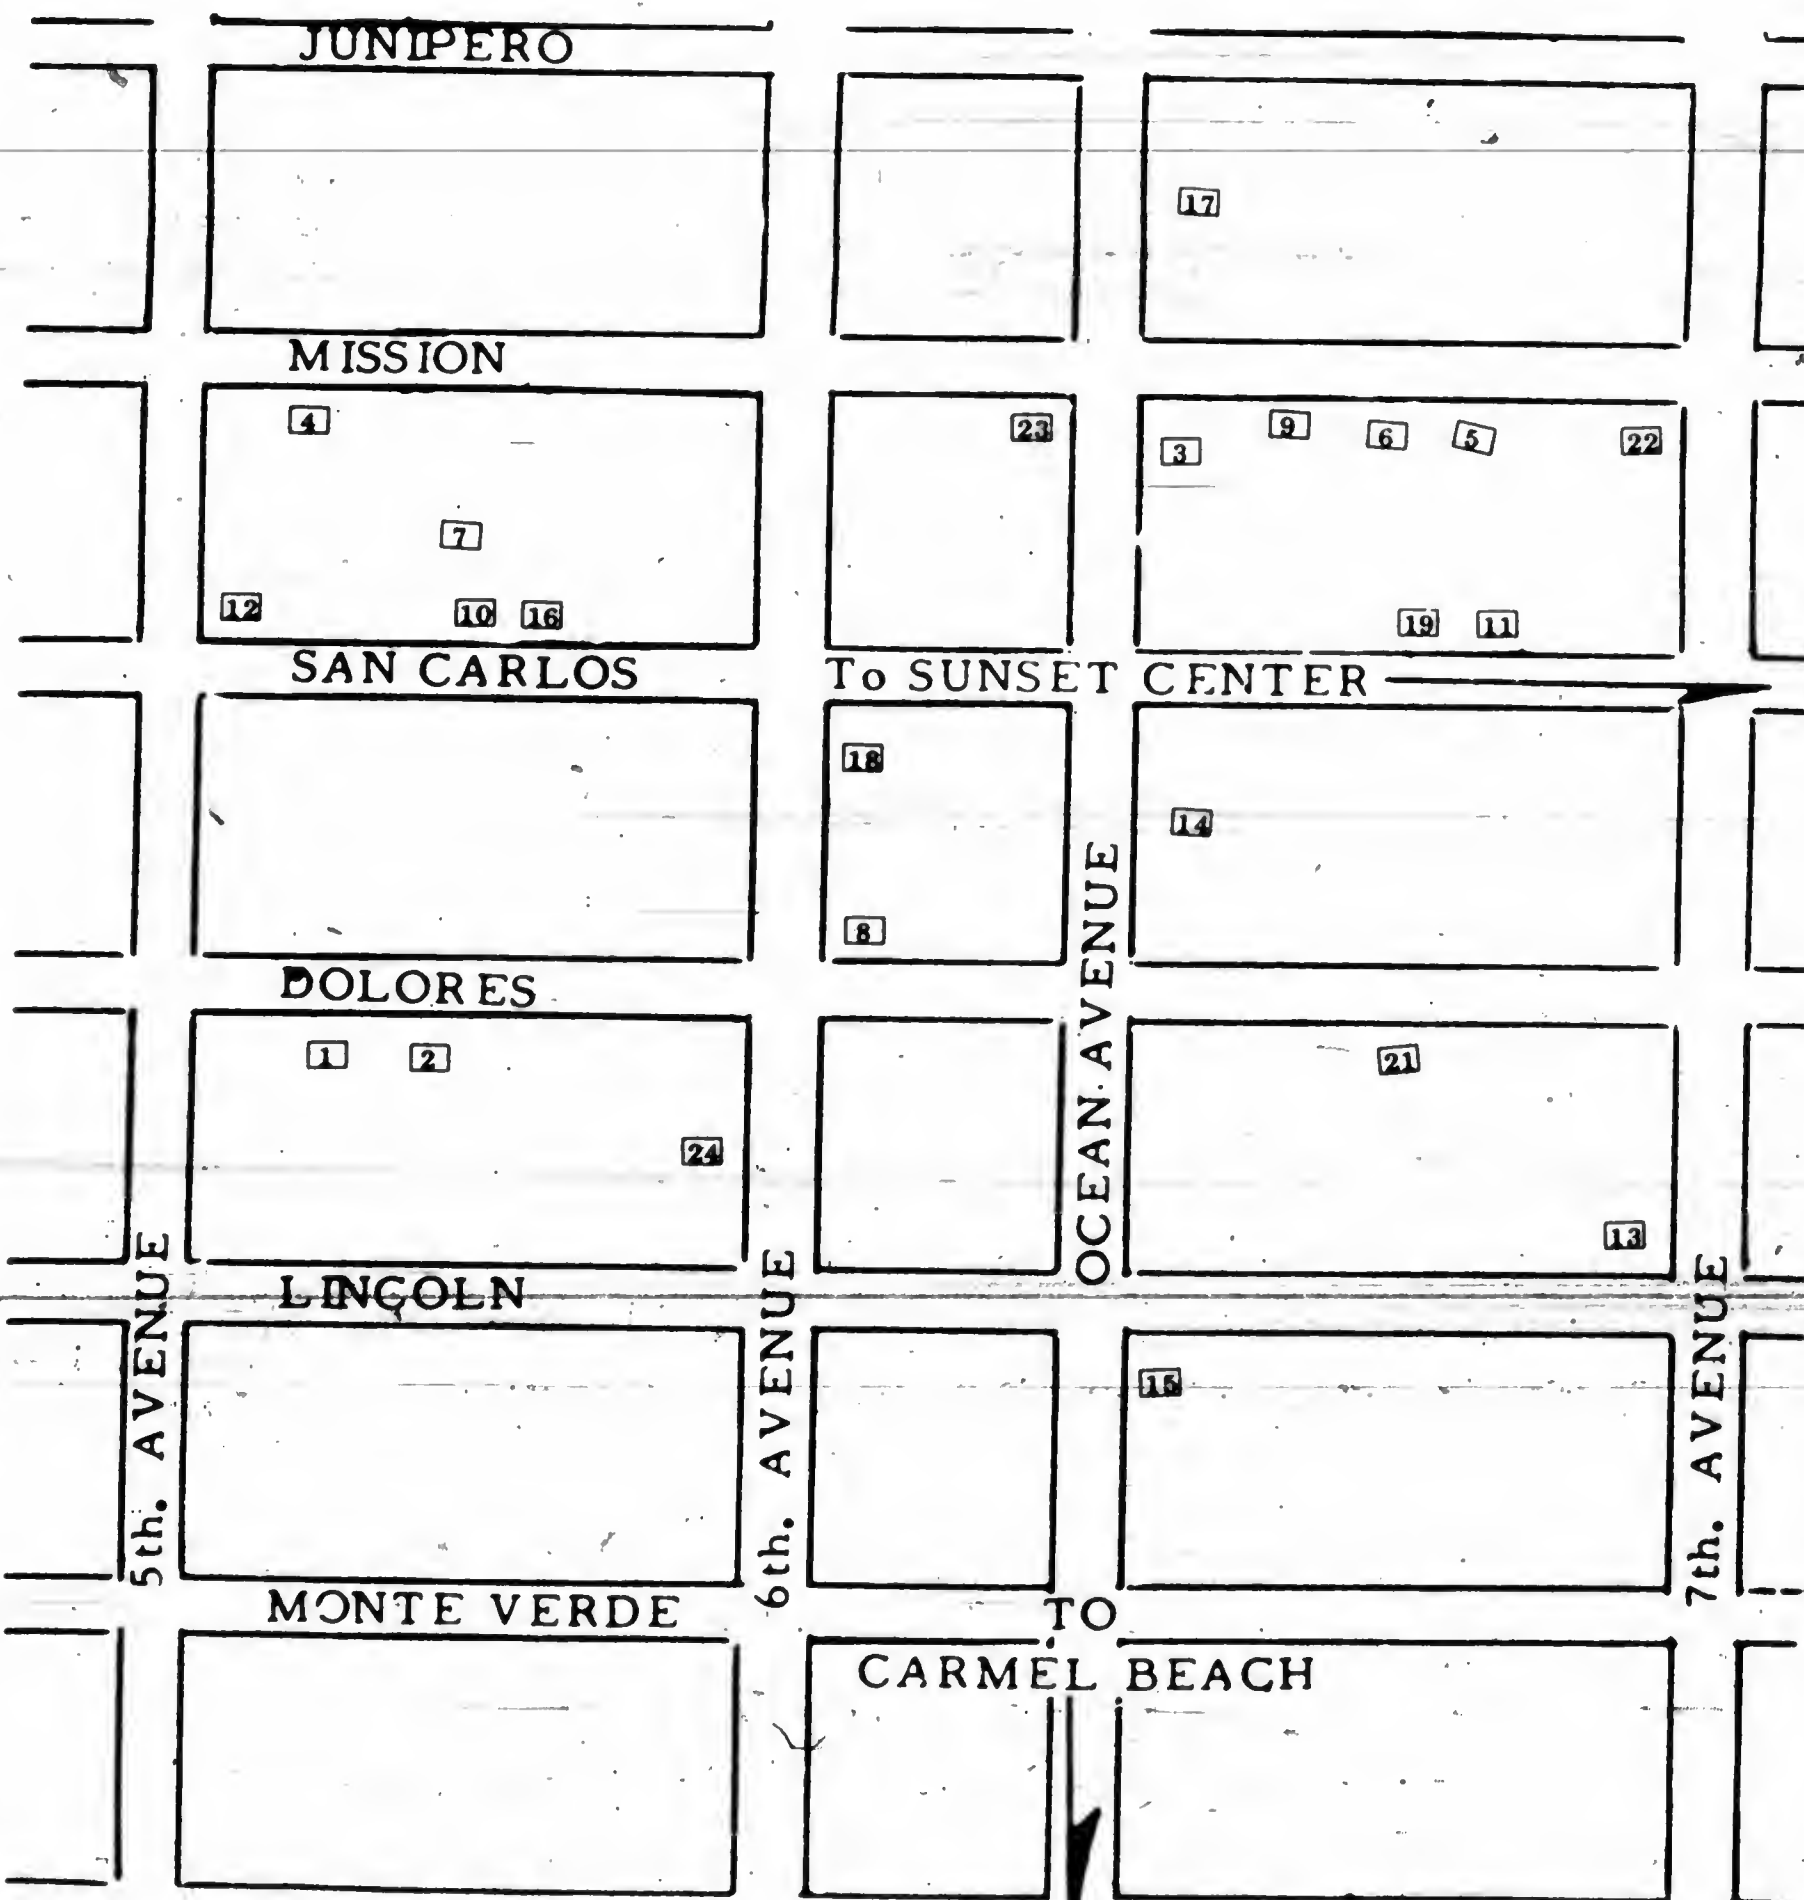 JUNIPERO
17
MISSION
4
23
3
9
6
5
22
7
12
10
16
19
11
SAN CARLOS
To SUNSET CENTER
18
14
8
DOLORES
OCEAN AVENUE
1
2
21
24
13
LINCOLN
5th. AVENUE
6th. AVENUE
7th. AVENUE
15
MONTE VERDE
TO
CARMEL BEACH